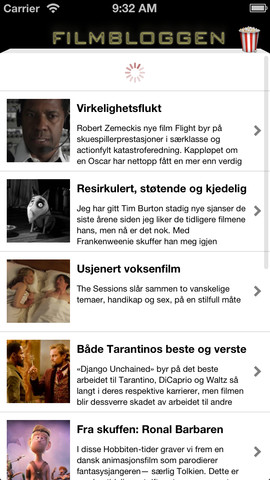 Carrier 9:32 AM
FILMBLOGGEN
Virkelighetsflukt
Robert Zemeckis nye film Flight byr på
skuespillerprestasjoner i særklasse og
actionfylt katastroferedning. Kappløpet om
en Oscar har nettopp fått en mer enn verdig
Resirkulert, støtende og kjedelig
Jeg har gitt Tim Burton stadig nye sjanser de
siste årene siden jeg liker de tidligere filmene
hans, men nå er det nok. Med
Frankenweenie skuffer han meg igjen
Usjenert voksenfilm
The Sessions slår sammen to vanskelige
temaer, handikap og sex, på en stilfull måte
Både Tarantinos beste og verste
«Django Unchained» byr på det beste
arbeidet til Tarantino, DiCaprio og Waltz så
langt i deres respektive karrierer, men filmen
blir dessverre skadet av arbeidet til andre
Fra skuffen: Ronal Barbaren
I disse Hobbiten-tider graver vi frem en
dansk animasjonsfilm som parodierer
fantasysjangeren— særlig Tolkien. Dette er